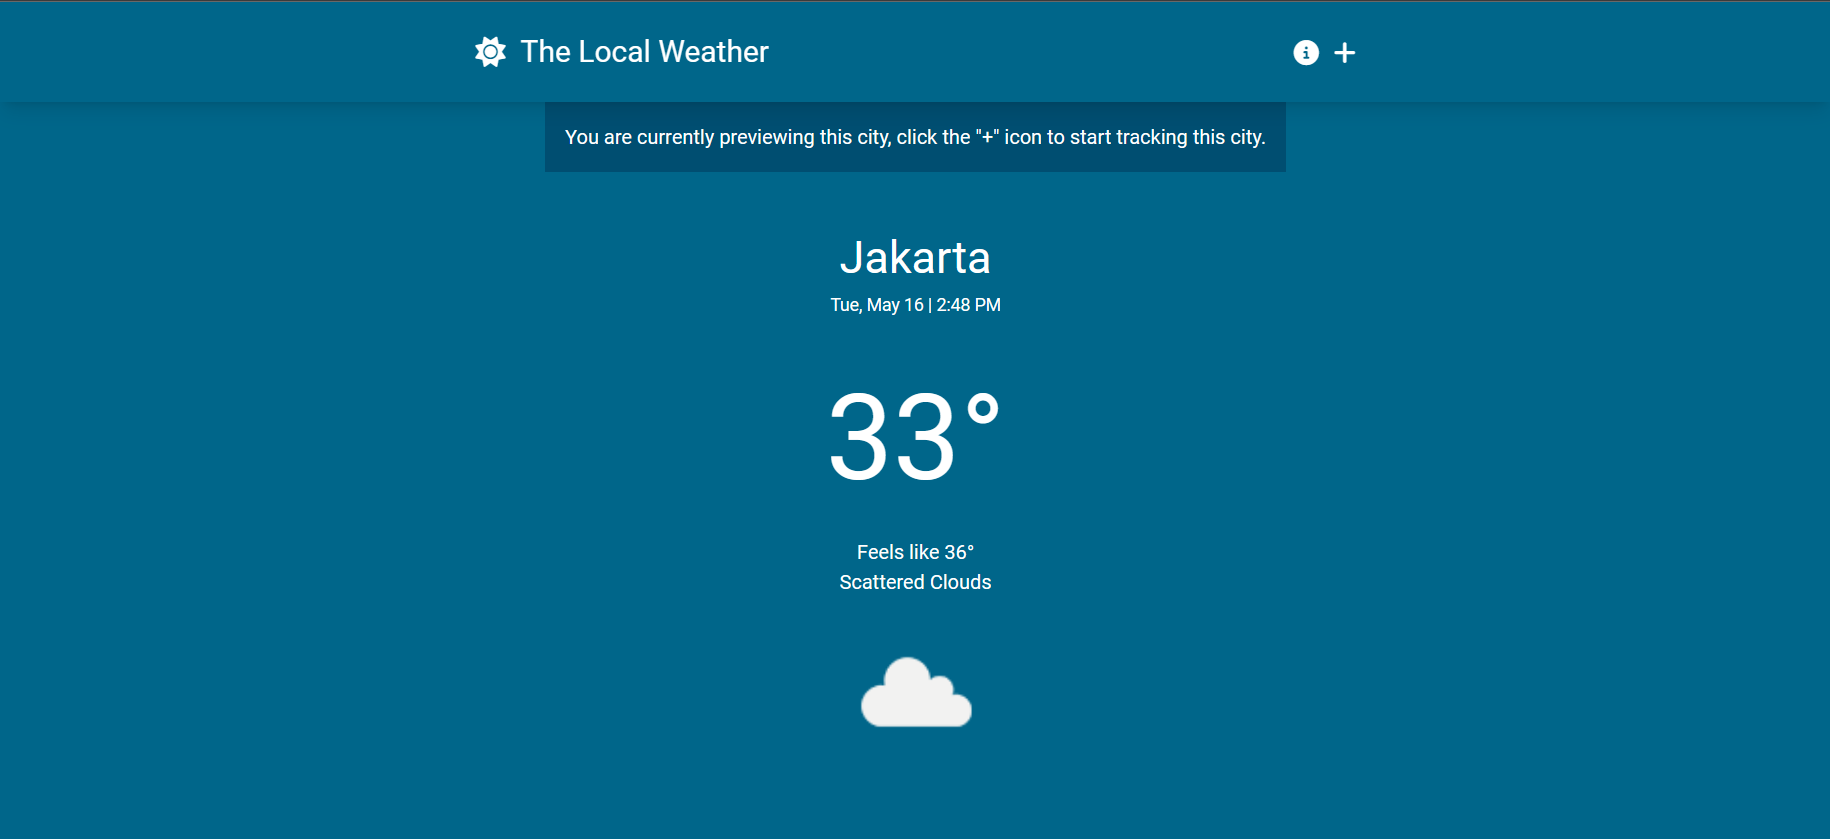 The Local Weather
You are currently previewing this city, click the "+" icon to start tracking this city.
Jakarta
Tue, May 16 | 2:48 PM
33°
Feels like 36°
Scattered Clouds